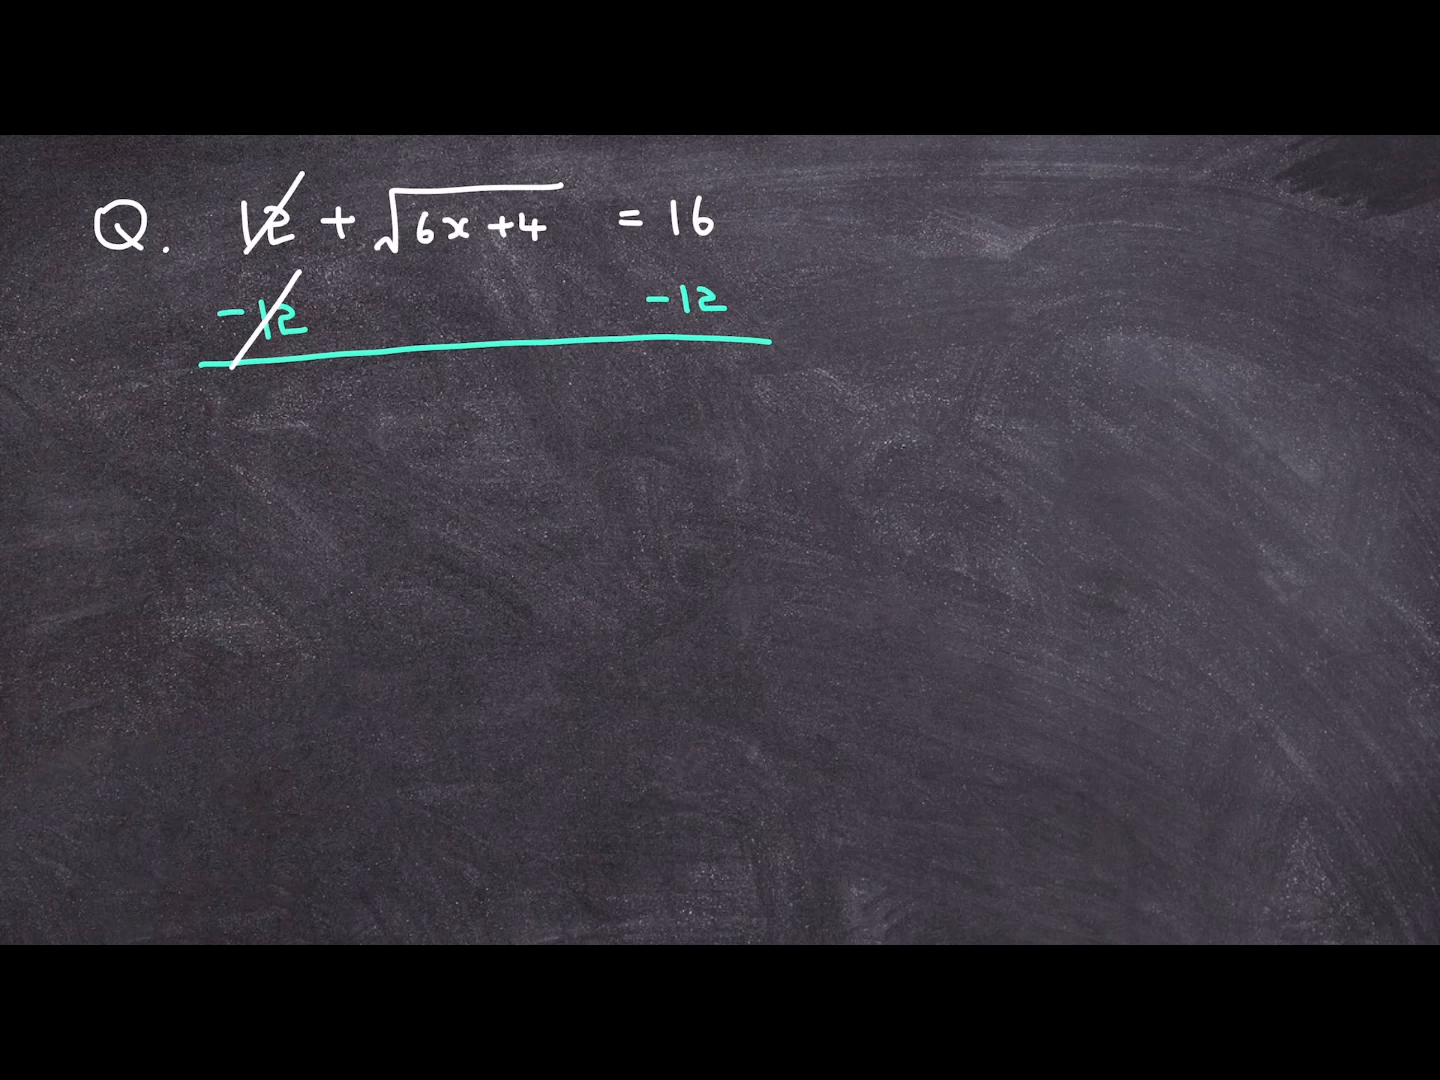 Q. 12 + √(6x+4) = 16
-12 -12